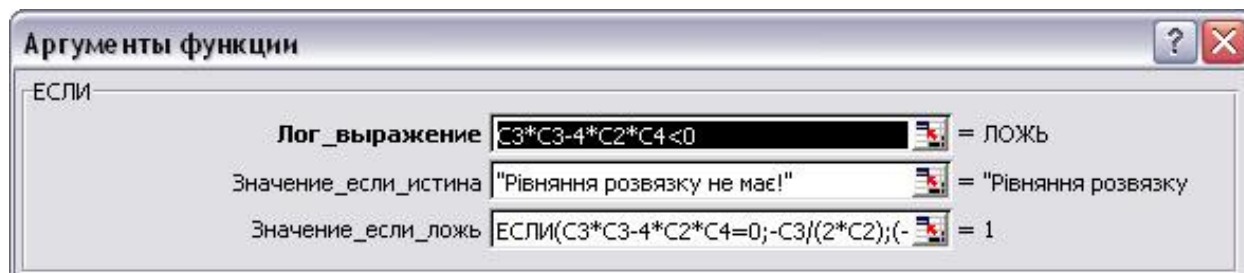 Аргументы функции
ЕСЛИ
Лог_выражение C3*C3-4*C2*C4<0 = ЛОЖЬ
Значение_если_истина "Рівняння розвязку не має!" = "Рівняння розвязку
Значение_если_ложь ЕСЛИ(C3*C3-4*C2*C4=0;-C3/(2*C2);(- = 1